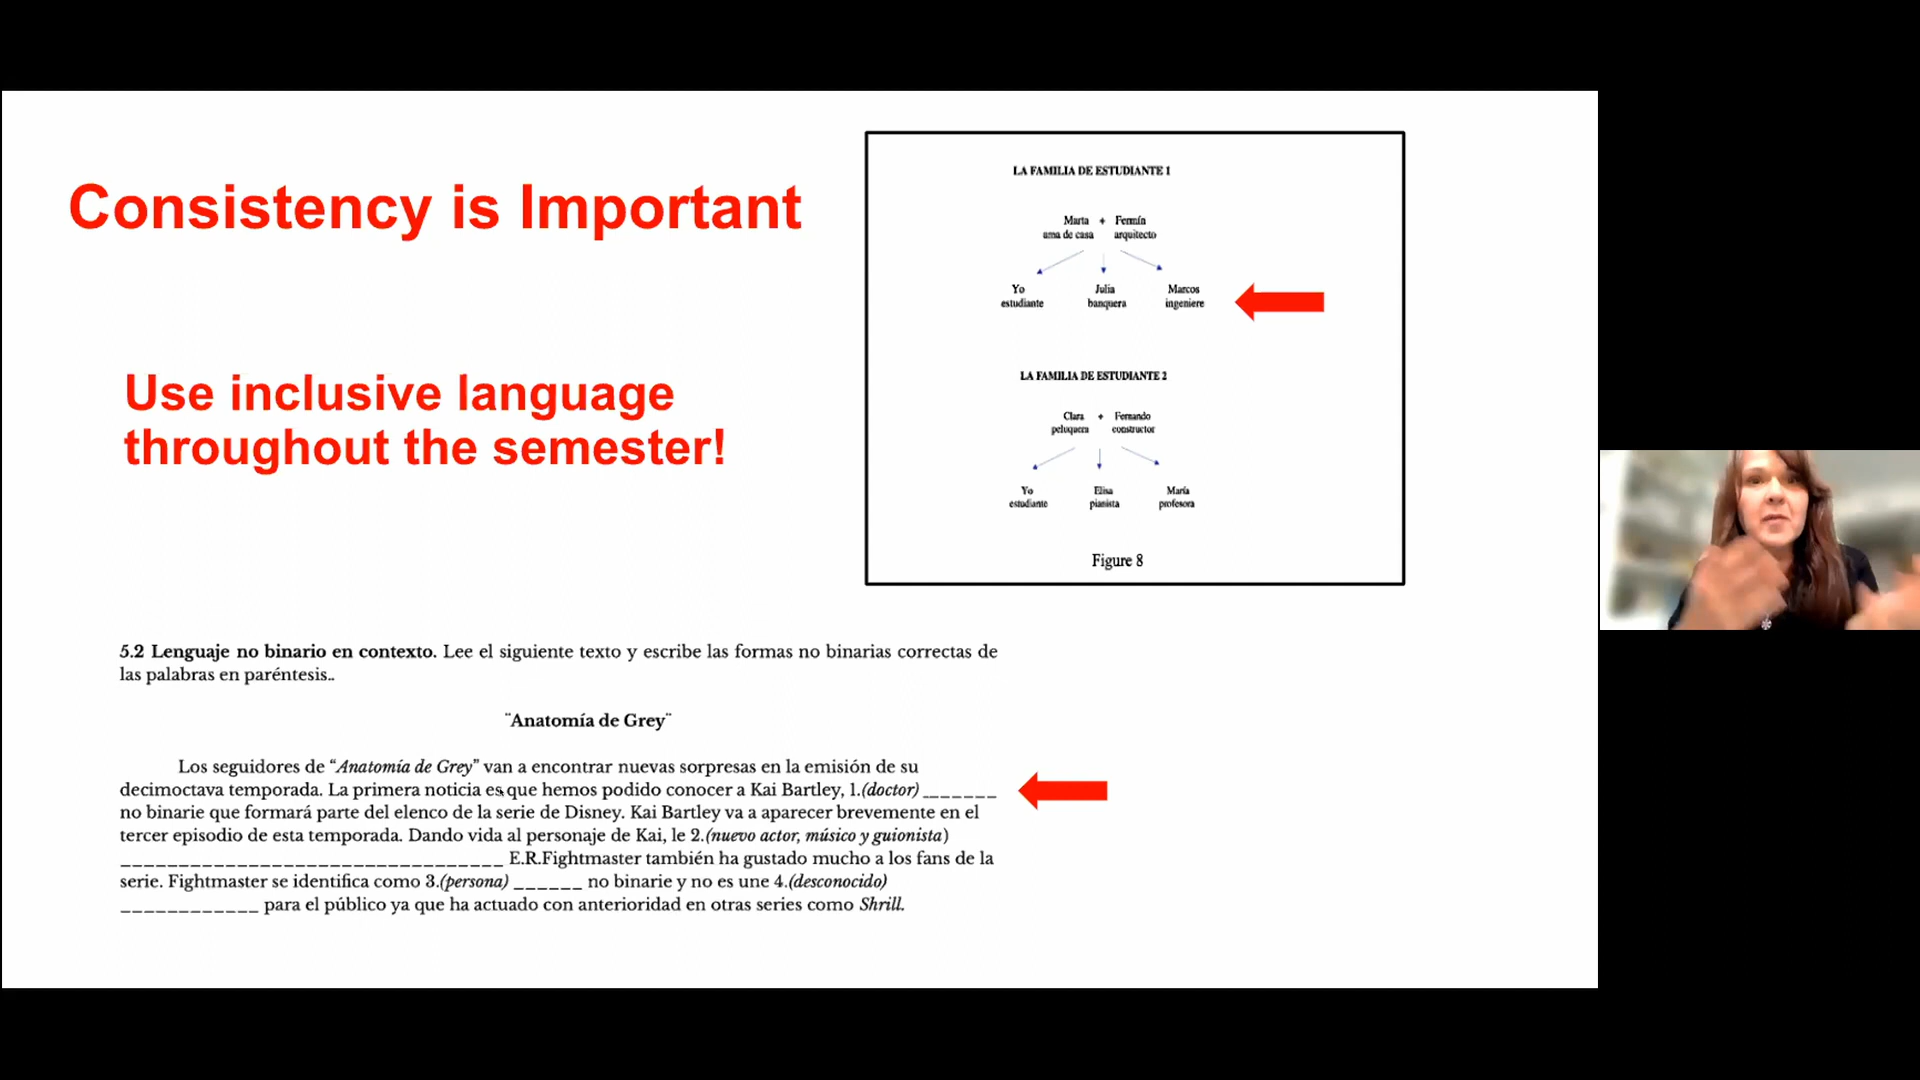 Consistency is Important
Use inclusive language
throughout the semester!
LA FAMILIA DE ESTUDIANTE 1
Marta + Fermín
ama de casa arquitecto
Yo Julia Marcos
estudiante banquera ingeniere
LA FAMILIA DE ESTUDIANTE 2
Clara + Fernando
peluquera constructor
Yo Elisa María
estudiante pianista profesora
Figure 8
5.2 Lenguaje no binario en contexto. Lee el siguiente texto y escribe las formas no binarias correctas de
las palabras en paréntesis..
¨Anatomía de Grey¨
Los seguidores de “Anatomía de Grey” van a encontrar nuevas sorpresas en la emisión de su
decimoctava temporada. La primera noticia es que hemos podido conocer a Kai Bartley, 1.(doctor) _______
no binarie que formará parte del elenco de la serie de Disney. Kai Bartley va a aparecer brevemente en el
tercer episodio de esta temporada. Dando vida al personaje de Kai, le 2.(nuevo actor, músico y guionista)
_________________________________ E.R.Fightmaster también ha gustado mucho a los fans de la
serie. Fightmaster se identifica como 3.(persona) ______ no binarie y no es une 4.(desconocido)
____________ para el público ya que ha actuado con anterioridad en otras series como Shrill.